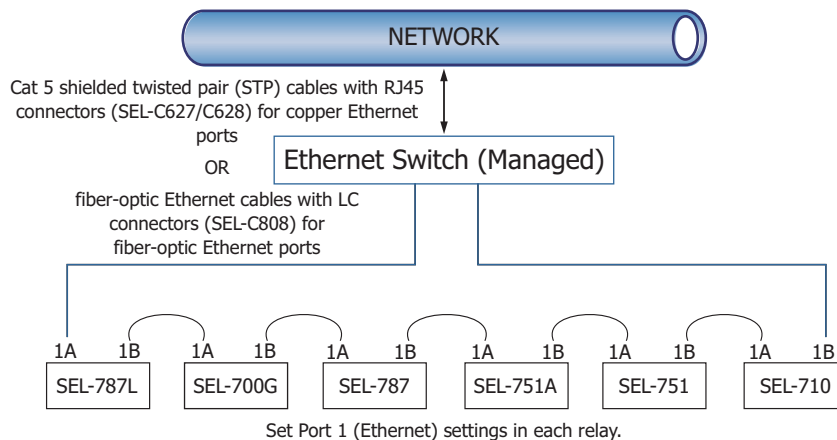 NETWORK
Cat 5 shielded twisted pair (STP) cables with RJ45
connectors (SEL-C627/C628) for copper Ethernet
ports
OR
Ethernet Switch (Managed)
fiber-optic Ethernet cables with LC
connectors (SEL-C808) for
fiber-optic Ethernet ports
1A 1B 1A 1B 1A 1B 1A 1B 1A 1B 1A 1B
SEL-787L SEL-700G SEL-787 SEL-751A SEL-751 SEL-710
Set Port 1 (Ethernet) settings in each relay.